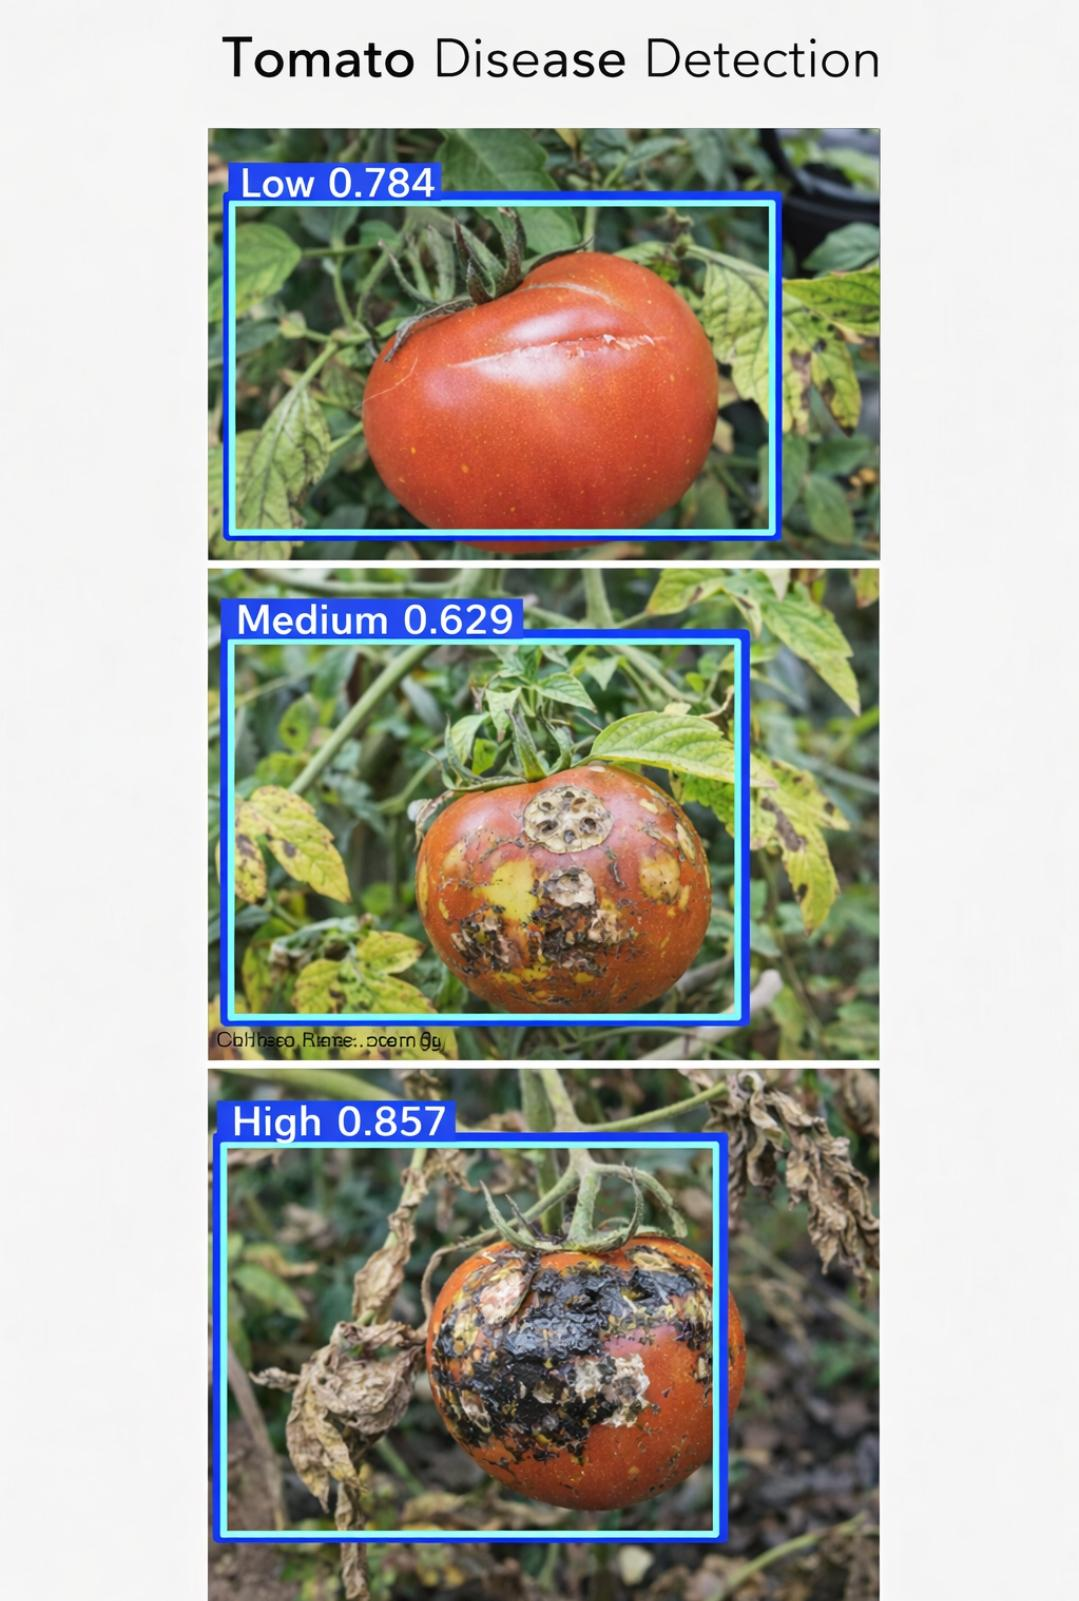 Tomato Disease Detection
Low 0.784
Medium 0.629
High 0.857